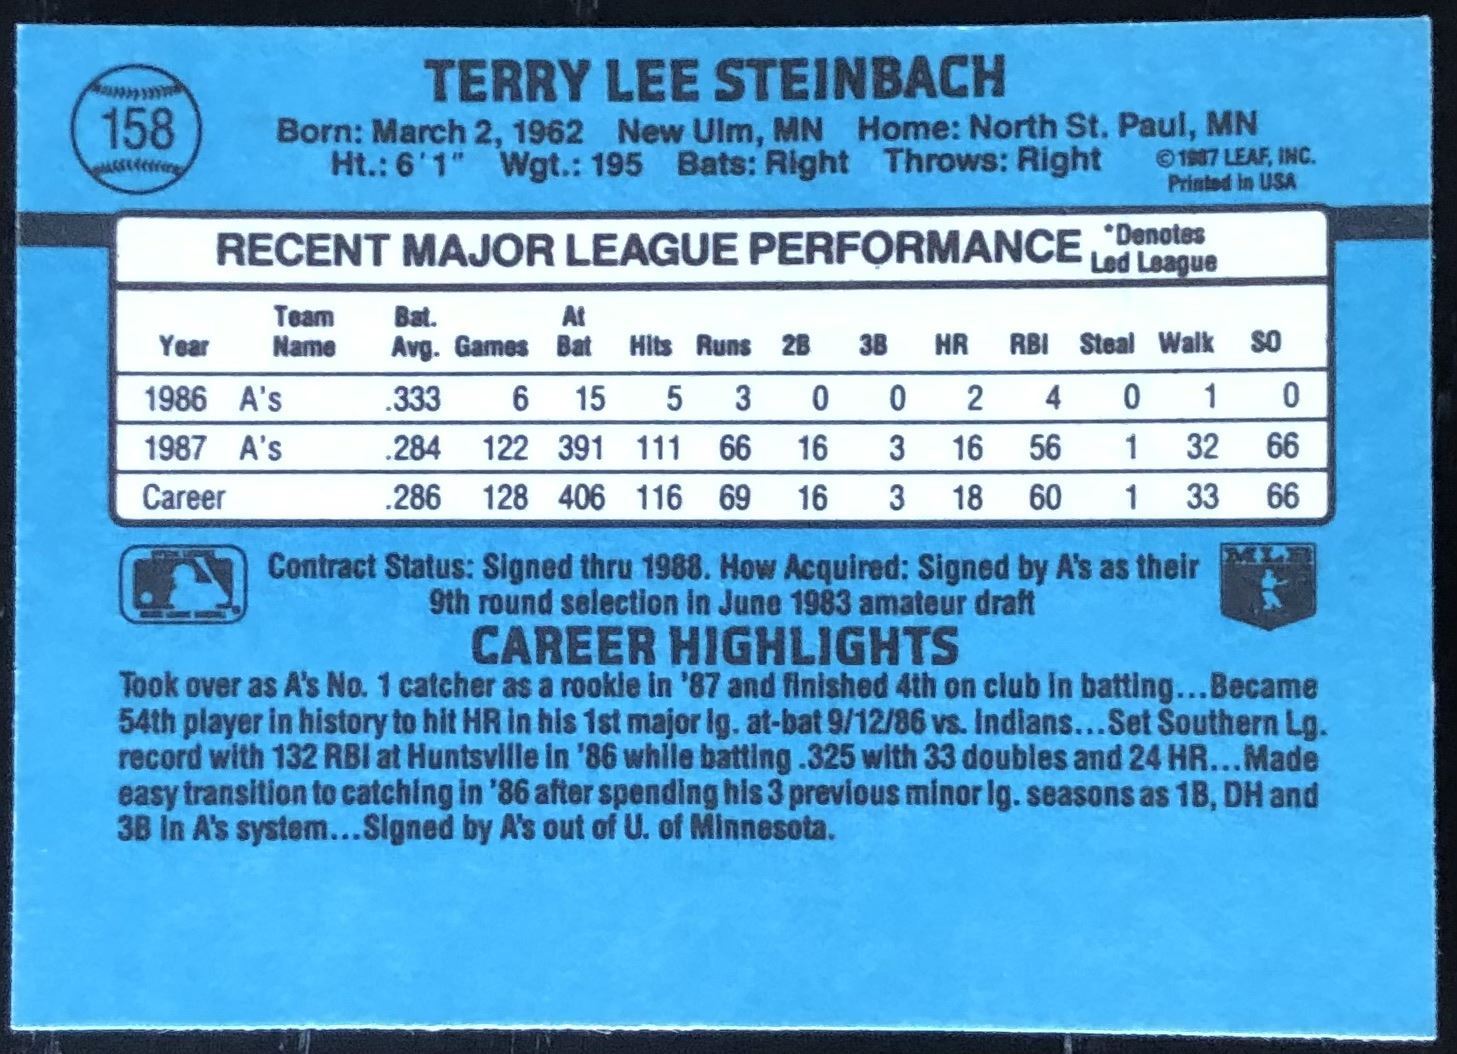 158
TERRY LEE STEINBACH
Born: March 2, 1962 New Ulm, MN Home: North St. Paul, MN
Ht.: 6'1" Wgt.: 195 Bats: Right Throws: Right ©1987 LEAF, INC.
Printed in USA
RECENT MAJOR LEAGUE PERFORMANCE *Denotes
Led League
Year Team Name Bat. Avg. Games At Bat Hits Runs 2B 3B HR RBI Steal Walk SO
1986 A's .333 6 15 5 3 0 0 2 4 0 1 0
1987 A's .284 122 391 111 66 16 3 16 56 1 32 66
Career .286 128 406 116 69 16 3 18 60 1 33 66
Contract Status: Signed thru 1988. How Acquired: Signed by A's as their
9th round selection in June 1983 amateur draft
MLB
CAREER HIGHLIGHTS
Took over as A's No. 1 catcher as a rookie in '87 and finished 4th on club in batting...Became
54th player in history to hit HR in his 1st major lg. at-bat 9/12/86 vs. Indians...Set Southern Lg.
record with 132 RBI at Huntsville in '86 while batting .325 with 33 doubles and 24 HR...Made
easy transition to catching in '86 after spending his 3 previous minor lg. seasons as 1B, DH and
3B in A's system...Signed by A's out of U. of Minnesota.